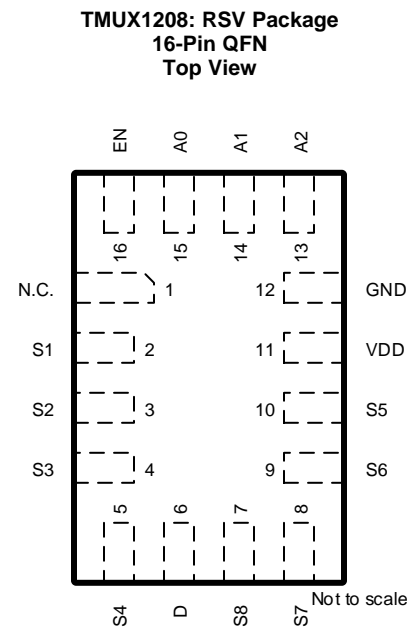 TMUX1208: RSV Package
16-Pin QFN
Top View
EN A0 A1 A2
16 15 14 13
N.C. 1 12 GND
S1 2 11 VDD
S2 3 10 S5
S3 4 9 S6
5 6 7 8
S4 D S8 S7
Not to scale